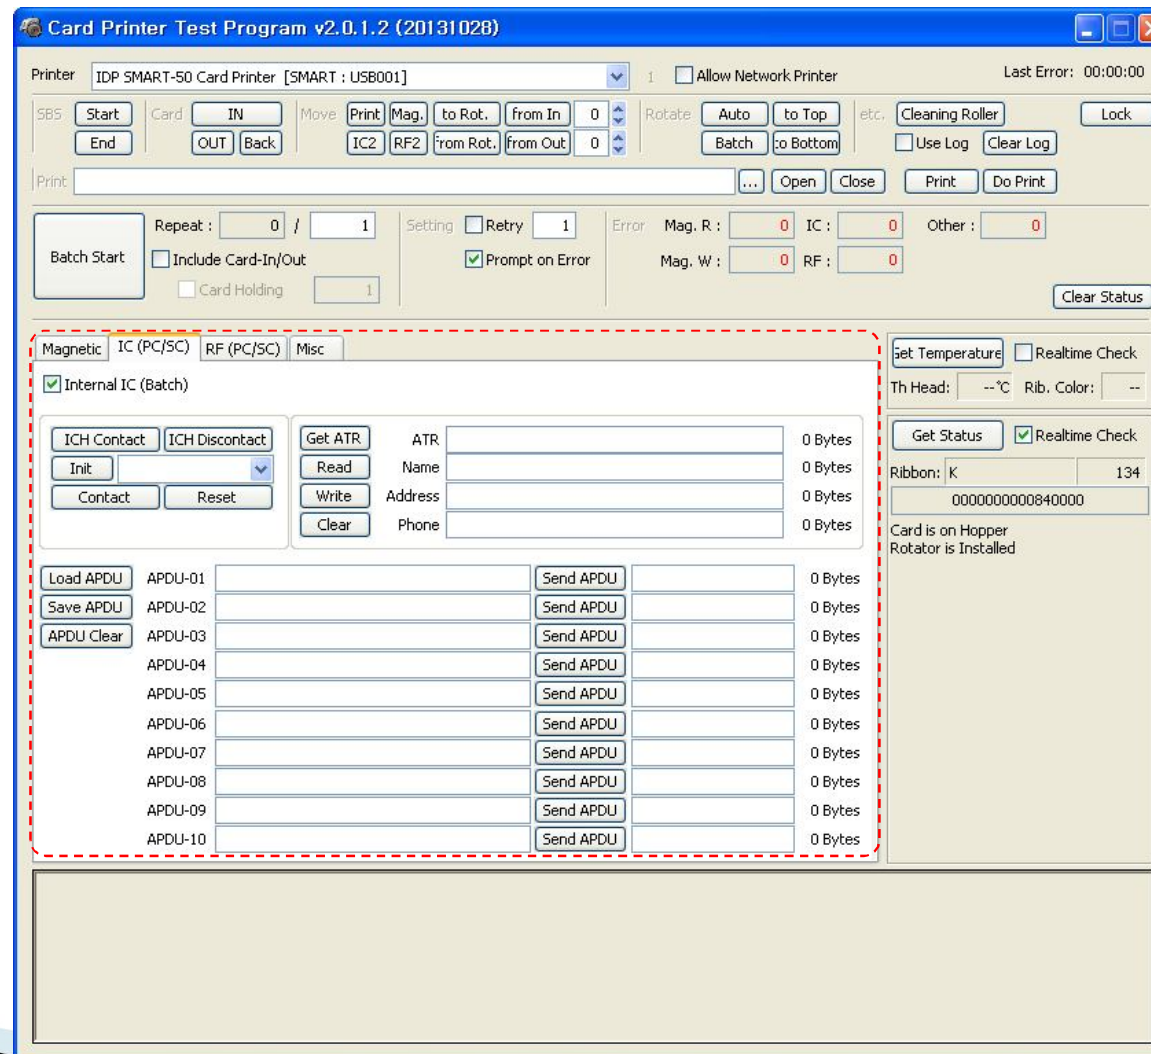 Card Printer Test Program v2.0.1.2 (20131028)
Printer IDP SMART-50 Card Printer [SMART : USB001] 1 Allow Network Printer Last Error: 00:00:00
SBS Start Card IN Move Print Mag. to Rot. from In 0 Rotate Auto to Top etc. Cleaning Roller Lock
End OUT Back IC2 RF2 from Rot. from Out 0 Batch to Bottom Use Log Clear Log
Print ... Open Close Print Do Print
Repeat : 0 / 1 Setting Retry 1 Error Mag. R : 0 IC : 0 Other : 0
Batch Start Include Card-In/Out Prompt on Error Mag. W : 0 RF : 0
Card Holding 1
Clear Status
Magnetic IC (PC/SC) RF (PC/SC) Misc
Get Temperature Realtime Check
Internal IC (Batch)
Th Head: --°C Rib. Color: --
ICH Contact ICH Discontact Get ATR ATR 0 Bytes
Get Status Realtime Check
Init Read Name 0 Bytes
Ribbon: K 134
Contact Reset Write Address 0 Bytes
0000000000840000
Clear Phone 0 Bytes
Card is on Hopper
Rotator is Installed
Load APDU APDU-01 Send APDU 0 Bytes
Save APDU APDU-02 Send APDU 0 Bytes
APDU Clear APDU-03 Send APDU 0 Bytes
APDU-04 Send APDU 0 Bytes
APDU-05 Send APDU 0 Bytes
APDU-06 Send APDU 0 Bytes
APDU-07 Send APDU 0 Bytes
APDU-08 Send APDU 0 Bytes
APDU-09 Send APDU 0 Bytes
APDU-10 Send APDU 0 Bytes